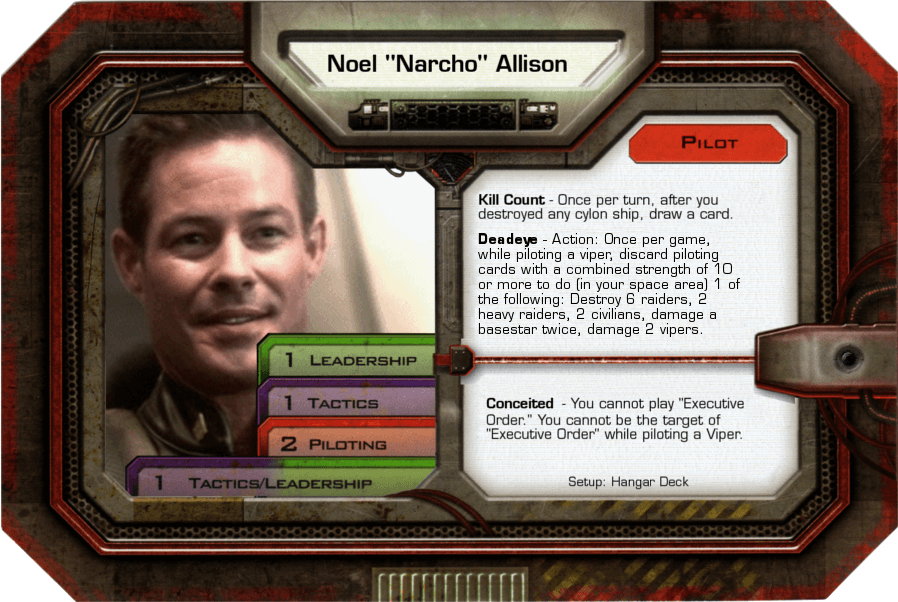 Noel "Narcho" Allison
Pilot
Kill Count - Once per turn, after you
destroyed any cylon ship, draw a card.
Deadeye - Action: Once per game,
while piloting a viper, discard piloting
cards with a combined strength of 10
or more to do (in your space area) 1 of
the following: Destroy 6 raiders, 2
heavy raiders, 2 civilians, damage a
basestar twice, damage 2 vipers.
1 Leadership
1 Tactics
2 Piloting
1 Tactics/Leadership
Conceited - You cannot play "Executive
Order." You cannot be the target of
"Executive Order" while piloting a Viper.
Setup: Hangar Deck